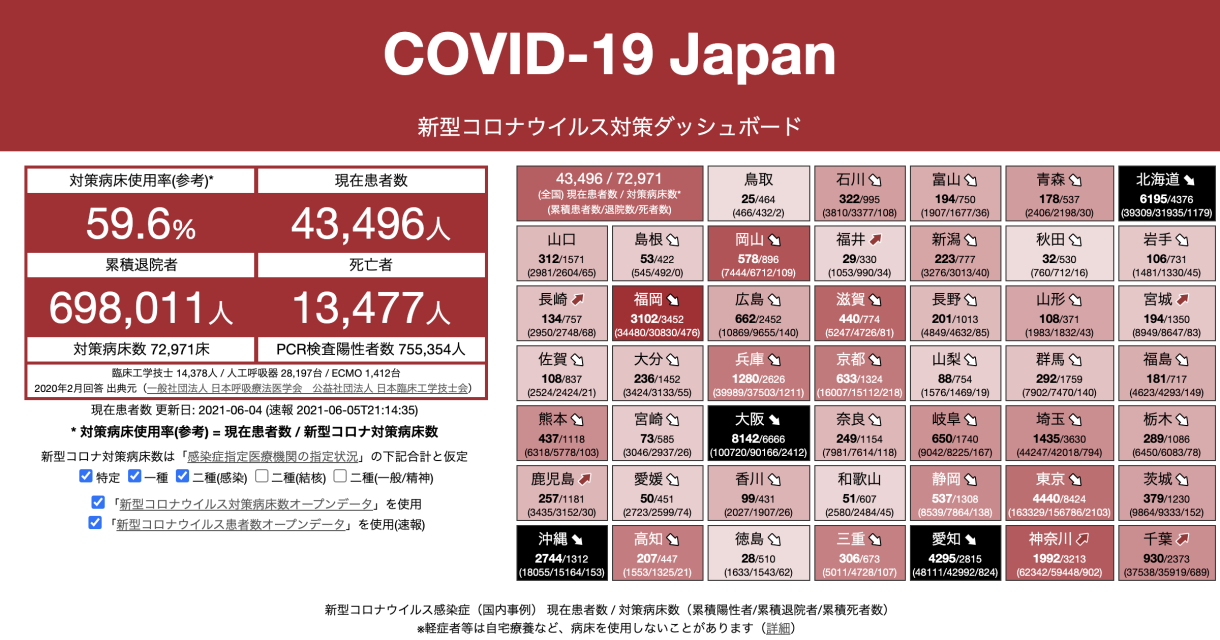 COVID-19 Japan
新型コロナウイルス対策ダッシュボード
対策病床使用率(参考)*
現在患者数
59.6%
43,496人
累積退院者
死亡者
698,011人
13,477人
対策病床数 72,971床
PCR検査陽性者数 755,354人
臨床工学技士 14,378人 / 人工呼吸器 28,197台 / ECMO 1,412台
2020年2月回答 出典元（一般社団法人 日本呼吸療法医学会　公益社団法人 日本臨床工学技士会）
現在患者数 更新日: 2021-06-04 (速報 2021-06-05T21:14:35)
* 対策病床使用率(参考) = 現在患者数 / 新型コロナ対策病床数
新型コロナ対策病床数は「感染症指定医療機関の指定状況」の下記合計と仮定
特定 一種 二種(感染) 二種(結核) 二種(一般/精神)
「新型コロナウイルス対策病床数オープンデータ」を使用
「新型コロナウイルス患者数オープンデータ」を使用(速報)
43,496 / 72,971
(全国) 現在患者数 / 対策病床数*
(累積患者数/退院数/死者数)
鳥取
25/464
(466/432/2)
石川
322/995
(3810/3377/108)
富山
194/750
(1907/1677/36)
青森
178/537
(2406/2198/30)
北海道
6195/4376
(39309/31935/1179)
山口
312/1571
(2981/2604/65)
島根
53/422
(545/492/0)
岡山
578/896
(7444/6712/109)
福井
29/330
(1053/990/34)
新潟
223/777
(3276/3013/40)
秋田
32/530
(760/712/16)
岩手
106/731
(1481/1330/45)
長崎
134/757
(2950/2748/68)
福岡
3102/3452
(34480/30830/476)
広島
662/2452
(10869/9655/140)
滋賀
440/774
(5247/4726/81)
長野
201/1013
(4849/4632/85)
山形
108/371
(1983/1832/43)
宮城
194/1350
(8949/8647/83)
佐賀
108/837
(2524/2424/21)
大分
236/1452
(3424/3133/55)
兵庫
1280/2626
(39989/37503/1211)
京都
633/1324
(16007/15112/218)
山梨
88/754
(1576/1469/19)
群馬
292/1759
(7902/7470/140)
福島
181/717
(4623/4293/149)
熊本
437/1118
(6318/5778/103)
宮崎
73/585
(3046/2937/26)
大阪
8142/6666
(100720/90166/2412)
奈良
249/1154
(7981/7614/118)
岐阜
650/1740
(9042/8225/167)
埼玉
1435/3630
(44247/42018/794)
栃木
289/1086
(6450/6083/78)
鹿児島
257/1181
(3435/3152/30)
愛媛
50/451
(2723/2599/74)
香川
99/431
(2027/1907/26)
和歌山
51/607
(2580/2484/45)
静岡
537/1308
(8539/7864/138)
東京
4440/8424
(163329/156786/2103)
茨城
379/1230
(9864/9333/152)
沖縄
2744/1312
(18055/15164/153)
高知
207/447
(1553/1325/21)
徳島
28/510
(1633/1543/62)
三重
306/673
(5011/4728/107)
愛知
4295/2815
(48111/42992/824)
神奈川
1992/3213
(62342/59448/902)
千葉
930/2373
(37538/35919/689)
新型コロナウイルス感染症（国内事例） 現在患者数 / 対策病床数（累積陽性者/累積退院者/累積死者数）
※軽症者等は自宅療養など、病床を使用しないことがあります（詳細）